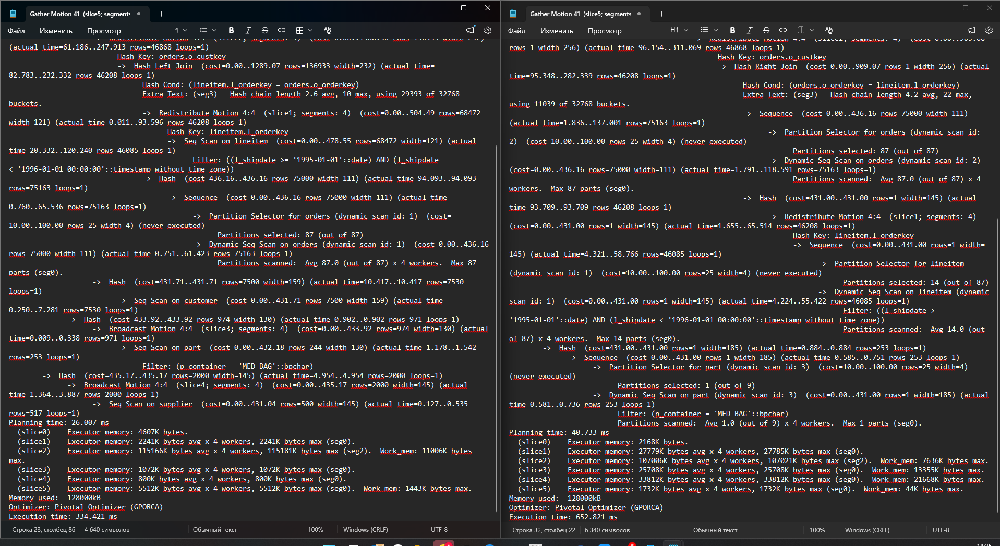 Gather Motion 41 (slice5; segments
Файл Изменить Просмотр H1
(actual time=61.186..247.913 rows=46868 loops=1)
Hash Key: orders.o_custkey
-> Hash Left Join (cost=0.00..1289.07 rows=136933 width=232) (actual time=
82.783..232.332 rows=46208 loops=1)
Hash Cond: (lineitem.l_orderkey = orders.o_orderkey)
Extra Text: (seg3) Hash chain length 2.6 avg, 10 max, using 29393 of 32768
buckets.
-> Redistribute Motion 4:4 (slice1; segments: 4) (cost=0.00..504.49 rows=68472
width=121) (actual time=0.011..93.596 rows=46208 loops=1)
Hash Key: lineitem.l_orderkey
-> Seq Scan on lineitem (cost=0.00..478.55 rows=68472 width=121) (actual
time=20.332..120.240 rows=46085 loops=1)
Filter: ((l_shipdate >= '1995-01-01'::date) AND (l_shipdate
< '1996-01-01 00:00:00'::timestamp without time zone))
-> Hash (cost=436.16..436.16 rows=75000 width=111) (actual time=94.093..94.093
rows=75163 loops=1)
-> Sequence (cost=0.00..436.16 rows=75000 width=111) (actual time=
0.760..65.536 rows=75163 loops=1)
-> Partition Selector for orders (dynamic scan id: 1) (cost=
10.00..100.00 rows=25 width=4) (never executed)
Partitions selected: 87 (out of 87)
-> Dynamic Seq Scan on orders (dynamic scan id: 1) (cost=0.00..436.16
rows=75000 width=111) (actual time=0.751..61.423 rows=75163 loops=1)
Partitions scanned: Avg 87.0 (out of 87) x 4 workers. Max 87
parts (seg0).
-> Hash (cost=431.71..431.71 rows=7500 width=159) (actual time=10.417..10.417 rows=7530
loops=1)
-> Seq Scan on customer (cost=0.00..431.71 rows=7500 width=159) (actual time=
0.250..7.281 rows=7530 loops=1)
-> Hash (cost=433.92..433.92 rows=974 width=130) (actual time=0.902..0.902 rows=971 loops=1)
-> Broadcast Motion 4:4 (slice3; segments: 4) (cost=0.00..433.92 rows=974 width=130) (actual
time=0.009..0.338 rows=971 loops=1)
-> Seq Scan on part (cost=0.00..432.18 rows=244 width=130) (actual time=1.178..1.542
rows=253 loops=1)
Filter: (p_container = 'MED BAG'::bpchar)
-> Hash (cost=435.17..435.17 rows=2000 width=145) (actual time=4.954..4.954 rows=2000 loops=1)
-> Broadcast Motion 4:4 (slice4; segments: 4) (cost=0.00..435.17 rows=2000 width=145) (actual
time=1.364..3.887 rows=2000 loops=1)
-> Seq Scan on supplier (cost=0.00..431.04 rows=500 width=145) (actual time=0.127..0.535
rows=517 loops=1)
Planning time: 26.007 ms
(slice0) Executor memory: 4607K bytes.
(slice1) Executor memory: 2241K bytes avg x 4 workers, 2241K bytes max (seg0).
(slice2) Executor memory: 115166K bytes avg x 4 workers, 115181K bytes max (seg2). Work_mem: 11006K bytes
max.
(slice3) Executor memory: 1072K bytes avg x 4 workers, 1072K bytes max (seg0).
(slice4) Executor memory: 800K bytes avg x 4 workers, 800K bytes max (seg0).
(slice5) Executor memory: 5512K bytes avg x 4 workers, 5512K bytes max (seg0). Work_mem: 1443K bytes max.
Memory used: 128000kB
Optimizer: Pivotal Optimizer (GPORCA)
Execution time: 334.421 ms
Строка 23, столбец 86 4 640 символов Обычный текст 100% Windows (CRLF) UTF-8
Gather Motion 41 (slice5; segments
Файл Изменить Просмотр H1
rows=1 width=256) (actual time=96.154..311.069 rows=46868 loops=1)
Hash Key: orders.o_custkey
-> Hash Right Join (cost=0.00..909.07 rows=1 width=256) (actual
time=95.348..282.339 rows=46208 loops=1)
Hash Cond: (orders.o_orderkey = lineitem.l_orderkey)
Extra Text: (seg3) Hash chain length 4.2 avg, 22 max,
using 11039 of 32768 buckets.
-> Sequence (cost=0.00..436.16 rows=75000 width=111)
(actual time=1.836..137.001 rows=75163 loops=1)
-> Partition Selector for orders (dynamic scan id:
2) (cost=10.00..100.00 rows=25 width=4) (never executed)
Partitions selected: 87 (out of 87)
-> Dynamic Seq Scan on orders (dynamic scan id: 2)
(cost=0.00..436.16 rows=75000 width=111) (actual time=1.791..118.591 rows=75163 loops=1)
Partitions scanned: Avg 87.0 (out of 87) x 4
workers. Max 87 parts (seg0).
-> Hash (cost=431.00..431.00 rows=1 width=145) (actual
time=93.709..93.709 rows=46208 loops=1)
-> Redistribute Motion 4:4 (slice1; segments: 4)
(cost=0.00..431.00 rows=1 width=145) (actual time=1.655..65.514 rows=46208 loops=1)
Hash Key: lineitem.l_orderkey
-> Sequence (cost=0.00..431.00 rows=1 width=
145) (actual time=4.321..58.766 rows=46085 loops=1)
-> Partition Selector for lineitem
(dynamic scan id: 1) (cost=10.00..100.00 rows=25 width=4) (never executed)
Partitions selected: 14 (out of 87)
-> Dynamic Seq Scan on lineitem (dynamic
scan id: 1) (cost=0.00..431.00 rows=1 width=145) (actual time=4.224..55.422 rows=46085 loops=1)
Filter: ((l_shipdate >=
'1995-01-01'::date) AND (l_shipdate < '1996-01-01 00:00:00'::timestamp without time zone))
Partitions scanned: Avg 14.0 (out
of 87) x 4 workers. Max 14 parts (seg0).
-> Hash (cost=431.00..431.00 rows=1 width=185) (actual time=0.884..0.884 rows=253 loops=1)
-> Sequence (cost=0.00..431.00 rows=1 width=185) (actual time=0.585..0.751 rows=253 loops=1)
-> Partition Selector for part (dynamic scan id: 3) (cost=10.00..100.00 rows=25 width=4)
(never executed)
Partitions selected: 1 (out of 9)
-> Dynamic Seq Scan on part (dynamic scan id: 3) (cost=0.00..431.00 rows=1 width=185) (actual
time=0.581..0.736 rows=253 loops=1)
Filter: (p_container = 'MED BAG'::bpchar)
Partitions scanned: Avg 1.0 (out of 9) x 4 workers. Max 1 parts (seg0).
Planning time: 40.733 ms
(slice0) Executor memory: 2168K bytes.
(slice1) Executor memory: 27779K bytes avg x 4 workers, 27785K bytes max (seg0).
(slice2) Executor memory: 107006K bytes avg x 4 workers, 107021K bytes max (seg2). Work_mem: 7636K bytes max.
(slice3) Executor memory: 25708K bytes avg x 4 workers, 25708K bytes max (seg0). Work_mem: 13355K bytes max.
(slice4) Executor memory: 33812K bytes avg x 4 workers, 33812K bytes max (seg0). Work_mem: 21668K bytes max.
(slice5) Executor memory: 1732K bytes avg x 4 workers, 1732K bytes max (seg0). Work_mem: 44K bytes max.
Memory used: 128000kB
Optimizer: Pivotal Optimizer (GPORCA)
Execution time: 652.821 ms
Строка 32, столбец 22 6 340 символов Обычный текст 100% Windows (CRLF) UTF-8